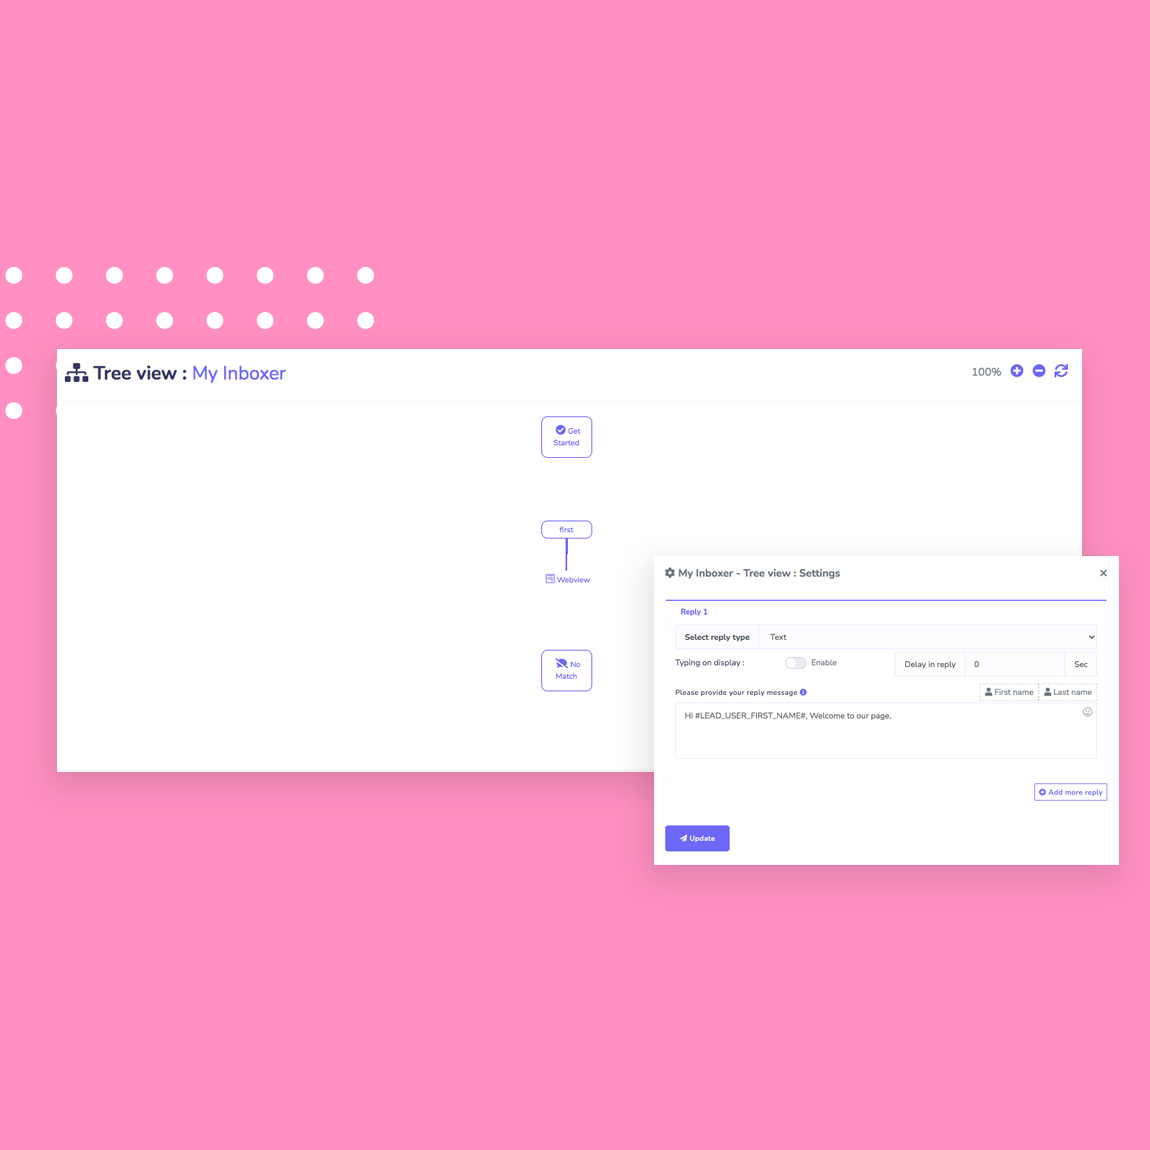 Tree view : My Inboxer
100%
Get
Started
first
Webview
No
Match
My Inboxer - Tree view : Settings
Reply 1
Select reply type
Text
Typing on display :
Enable
Delay in reply
0
Sec
Please provide your reply message
First name
Last name
Hi #LEAD_USER_FIRST_NAME#, Welcome to our page.
Add more reply
Update